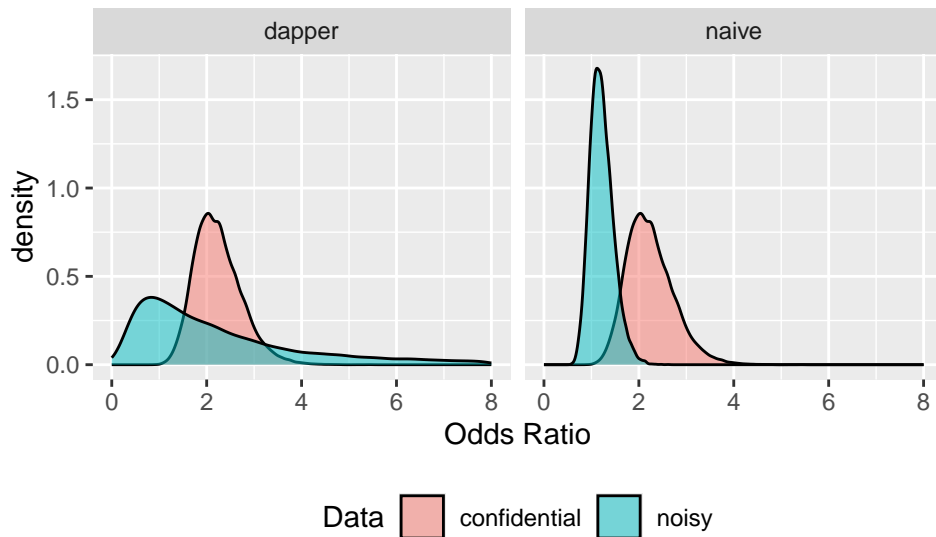 dapper naive
1.5
1.0
0.5
0.0
density
0 2 4 6 8 0 2 4 6 8
Odds Ratio
Data confidential noisy